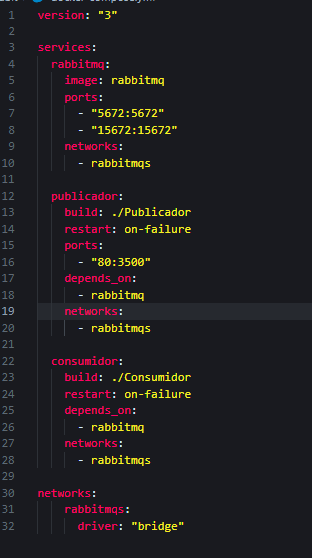 1 version: "3"
2
3 services:
4   rabbitmq:
5     image: rabbitmq
6     ports:
7       - "5672:5672"
8       - "15672:15672"
9     networks:
10       - rabbitmqs
11
12   publicador:
13     build: ./Publicador
14     restart: on-failure
15     ports:
16       - "80:3500"
17     depends_on:
18       - rabbitmq
19     networks:
20       - rabbitmqs
21
22   consumidor:
23     build: ./Consumidor
24     restart: on-failure
25     depends_on:
26       - rabbitmq
27     networks:
28       - rabbitmqs
29
30 networks:
31     rabbitmqs:
32       driver: "bridge"